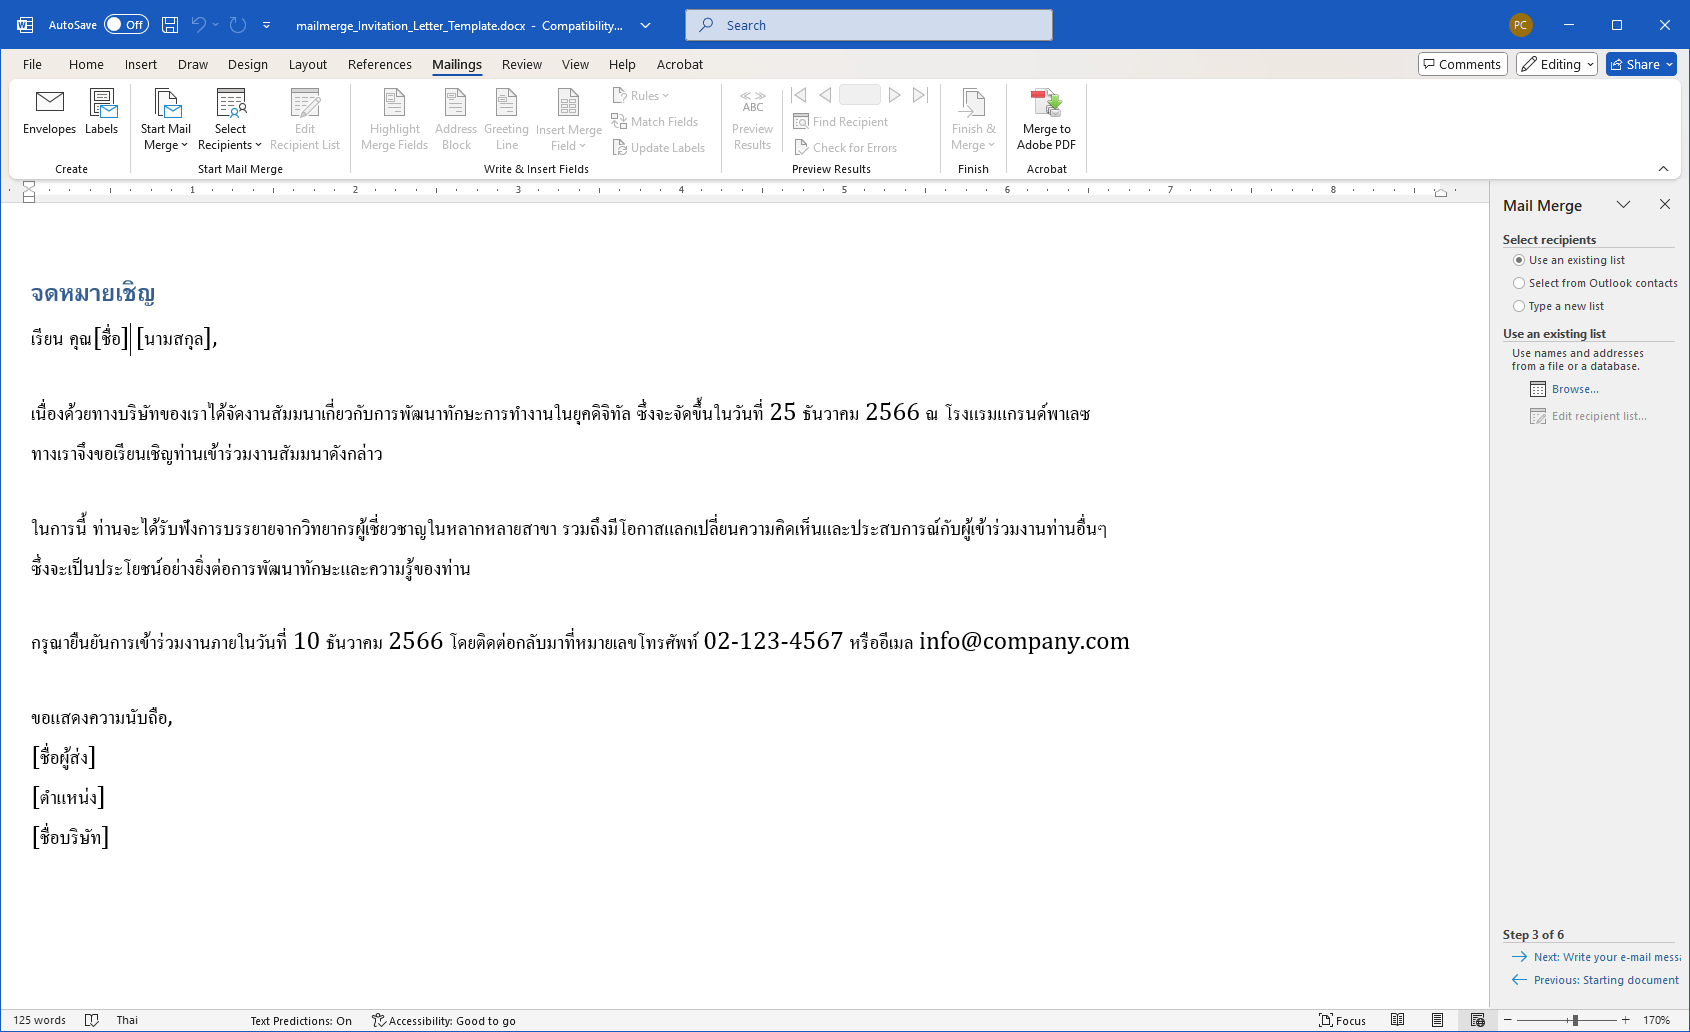 AutoSave Off mailmerge_Invitation_Letter_Template.docx - Compatibility... Search PC
File Home Insert Draw Design Layout References Mailings Review View Help Acrobat Comments Editing Share
Envelopes Labels
Create
Start Mail Merge Select Recipients Edit Recipient List
Start Mail Merge
Highlight Merge Fields Address Block Greeting Line Insert Merge Field
Rules
Match Fields
Update Labels
Write & Insert Fields
ABC
Preview Results
Find Recipient
Check for Errors
Preview Results
Finish & Merge
Finish
Merge to Adobe PDF
Acrobat
1 2 3 4 5 6 7 8
จดหมายเชิญ
เรียน คุณ[ชื่อ] [นามสกุล],
เนื่องด้วยทางบริษัทของเราได้จัดงานสัมมนาเกี่ยวกับการพัฒนาทักษะการทำงานในยุคดิจิทัล ซึ่งจะจัดขึ้นในวันที่ 25 ธันวาคม 2566 ณ โรงแรมแกรนด์พาเลซ
ทางเราจึงขอเรียนเชิญท่านเข้าร่วมงานสัมมนาดังกล่าว
ในการนี้ ท่านจะได้รับฟังการบรรยายจากวิทยากรผู้เชี่ยวชาญในหลากหลายสาขา รวมถึงมีโอกาสแลกเปลี่ยนความคิดเห็นและประสบการณ์กับผู้เข้าร่วมงานท่านอื่นๆ
ซึ่งจะเป็นประโยชน์อย่างยิ่งต่อการพัฒนาทักษะและความรู้ของท่าน
กรุณายืนยันการเข้าร่วมงานภายในวันที่ 10 ธันวาคม 2566 โดยติดต่อกลับมาที่หมายเลขโทรศัพท์ 02-123-4567 หรืออีเมล info@company.com
ขอแสดงความนับถือ,
[ชื่อผู้ส่ง]
[ตำแหน่ง]
[ชื่อบริษัท]
Mail Merge
Select recipients
Use an existing list
Select from Outlook contacts
Type a new list
Use an existing list
Use names and addresses
from a file or a database.
Browse...
Edit recipient list...
Step 3 of 6
Next: Write your e-mail messa
Previous: Starting document
125 words Thai Text Predictions: On Accessibility: Good to go Focus 170%